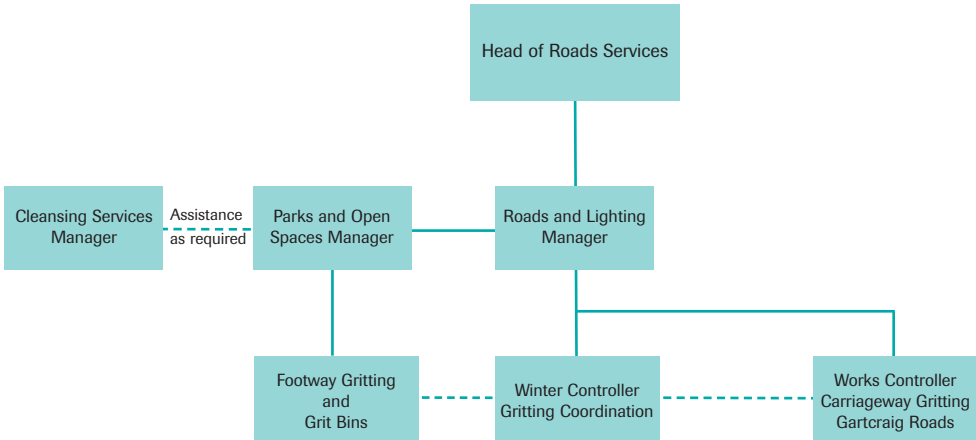 Head of Roads Services
Cleansing Services
Manager
Assistance
as required
Parks and Open
Spaces Manager
Roads and Lighting
Manager
Footway Gritting
and
Grit Bins
Winter Controller
Gritting Coordination
Works Controller
Carriageway Gritting
Gartcraig Roads